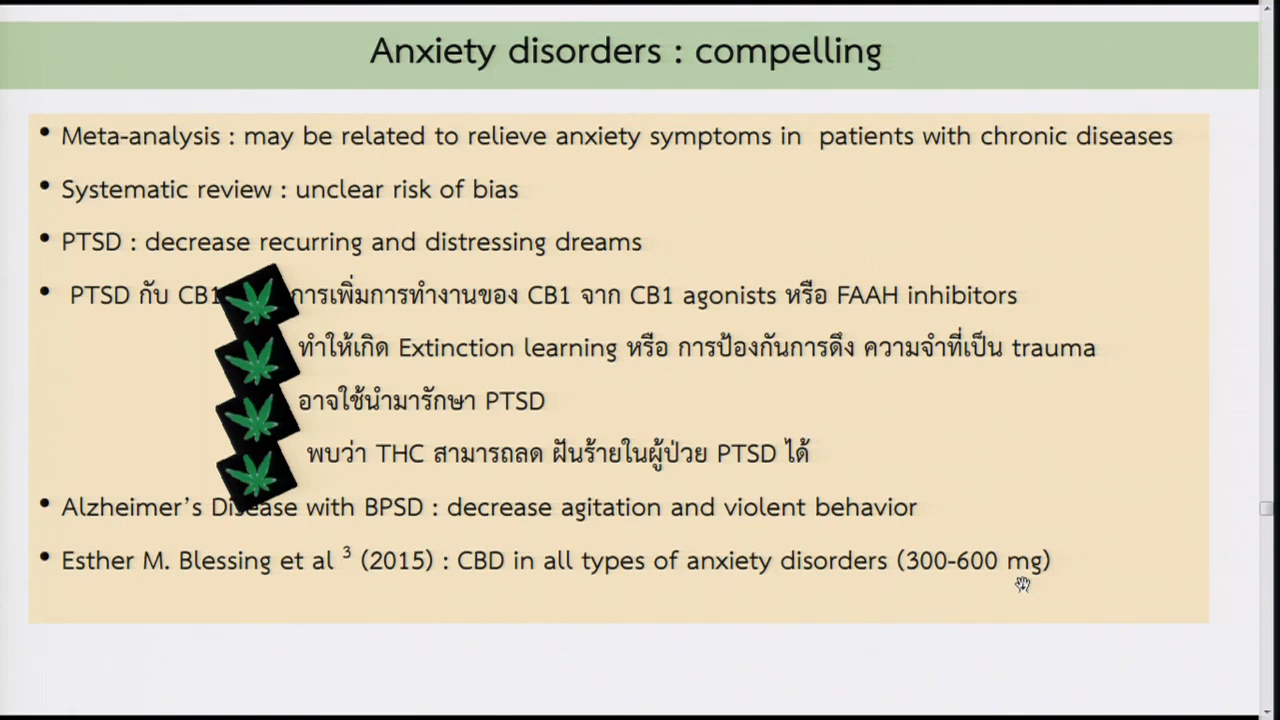 Anxiety disorders : compelling
• Meta-analysis : may be related to relieve anxiety symptoms in patients with chronic diseases
• Systematic review : unclear risk of bias
• PTSD : decrease recurring and distressing dreams
• PTSD กับ CB1 การเพิ่มการทำงานของ CB1 จาก CB1 agonists หรือ FAAH inhibitors
ทำให้เกิด Extinction learning หรือ การป้องกันการดึง ความจำที่เป็น trauma
อาจใช้นำมารักษา PTSD
พบว่า THC สามารถลด ฝันร้ายในผู้ป่วย PTSD ได้
• Alzheimer’s Disease with BPSD : decrease agitation and violent behavior
• Esther M. Blessing et al 3 (2015) : CBD in all types of anxiety disorders (300-600 mg)